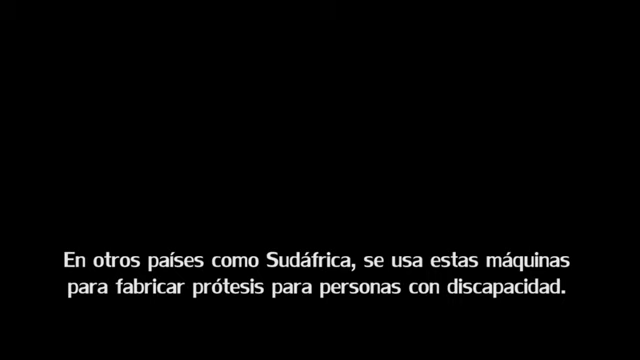 En otros países como Sudáfrica, se usa estas máquinas
para fabricar prótesis para personas con discapacidad.